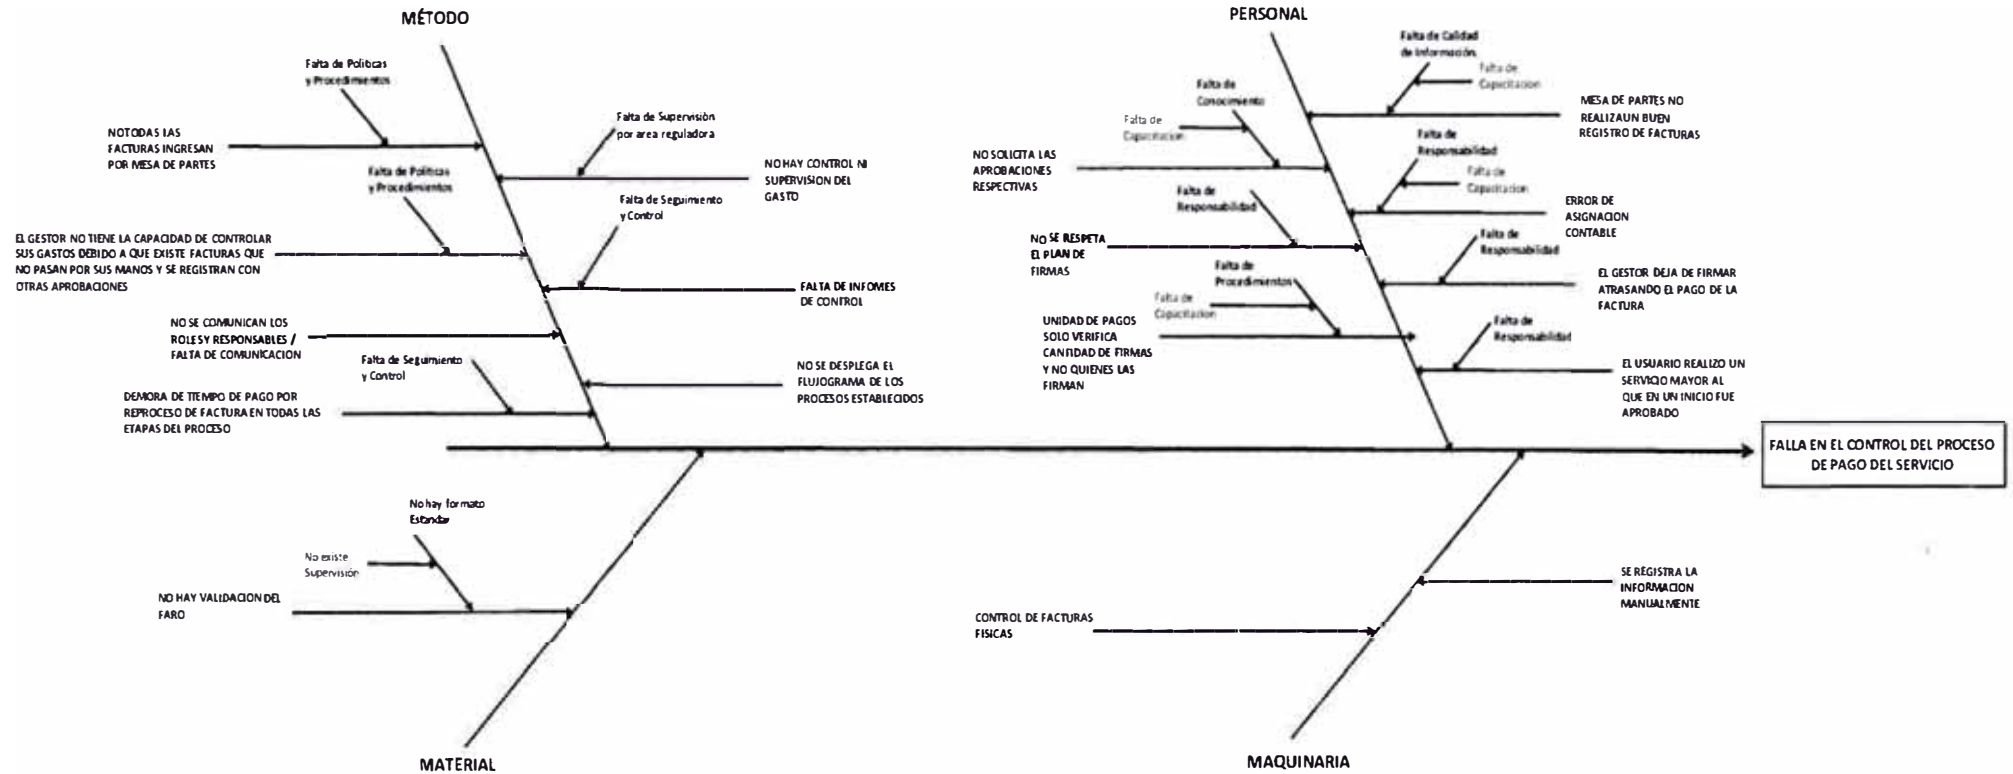 MÉTODO
Falta de Politicas
y Procedimientos
NOTODAS LAS
FACTURAS INGRESAN
POR MESA DE PARTES
Falta de Supervisión
por area reguladora
NO HAY CONTROL NI
SUPERVISION DEL
GASTO
Falta de Políticas
y Procedimientos
EL GESTOR NO TIENE LA CAPACIDAD DE CONTROLAR
SUS GASTOS DEBIDO A QUE EXISTE FACTURAS QUE
NO PASAN POR SUS MANOS Y SE REGISTRAN CON
OTRAS APROBACIONES
Falta de Seguimiento
y Control
FALTA DE INFOMES
DE CONTROL
NO SE COMUNICAN LOS
ROLES Y RESPONSABLES /
FALTA DE COMUNICACION
Falta de Seguimiento
y Control
DEMORA DE TIEMPO DE PAGO POR
REPROCESO DE FACTURA EN TODAS LAS
ETAPAS DEL PROCESO
NO SE DESPLEGA EL
FLUJOGRAMA DE LOS
PROCESOS ESTABLECIDOS
PERSONAL
Falta de Calidad
de Información.
Falta de
Capicitacion
MESA DE PARTES NO
REALIZAUN BUEN
REGISTRO DE FACTURAS
Falta de
Conocimiento
Falta de
Capacitacion
NO SOLICITA LAS
APROBACIONES
RESPECTIVAS
Falta de
Responsabilidad
Falta de
Capacitacion
ERROR DE
ASIGNACION
CONTABLE
Falta de
Responsabilidad
NO SE RESPETA
EL PLAN DE
FIRMAS
Falta de
Responsabilidad
EL GESTOR DEJA DE FIRMAR
ATRASANDO EL PAGO DE LA
FACTURA
Falta de
Procedimientos
Falta de
Capacitacion
UNIDAD DE PAGOS
SOLO VERIFICA
CANTIDAD DE FIRMAS
Y NO QUIENES LAS
FIRMAN
Falta de
Responsabilidad
EL USUARIO REALIZO UN
SERVICIO MAYOR AL
QUE EN UN INICIO FUE
APROBADO
FALLA EN EL CONTROL DEL PROCESO
DE PAGO DEL SERVICIO
No hay formato
Estandar
No existe
Supervisión
NO HAY VALIDACION DEL
FARO
MATERIAL
SE REGISTRA LA
INFORMACION
MANUALMENTE
CONTROL DE FACTURAS
FISICAS
MAQUINARIA